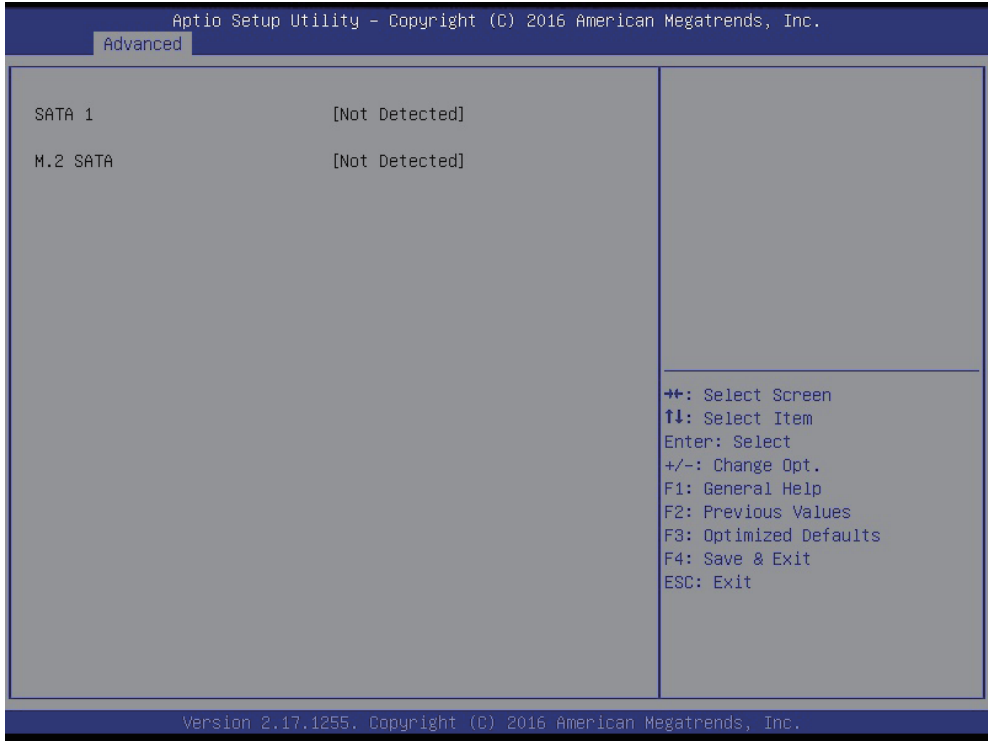 Aptio Setup Utility – Copyright (C) 2016 American Megatrends, Inc.
Advanced
SATA 1 [Not Detected]
M.2 SATA [Not Detected]
→←: Select Screen
↑↓: Select Item
Enter: Select
+/-: Change Opt.
F1: General Help
F2: Previous Values
F3: Optimized Defaults
F4: Save & Exit
ESC: Exit
Version 2.17.1255. Copyright (C) 2016 American Megatrends, Inc.